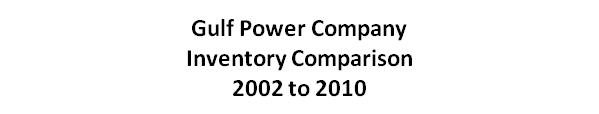 Gulf Power Company
Inventory Comparison
2002 to 2010